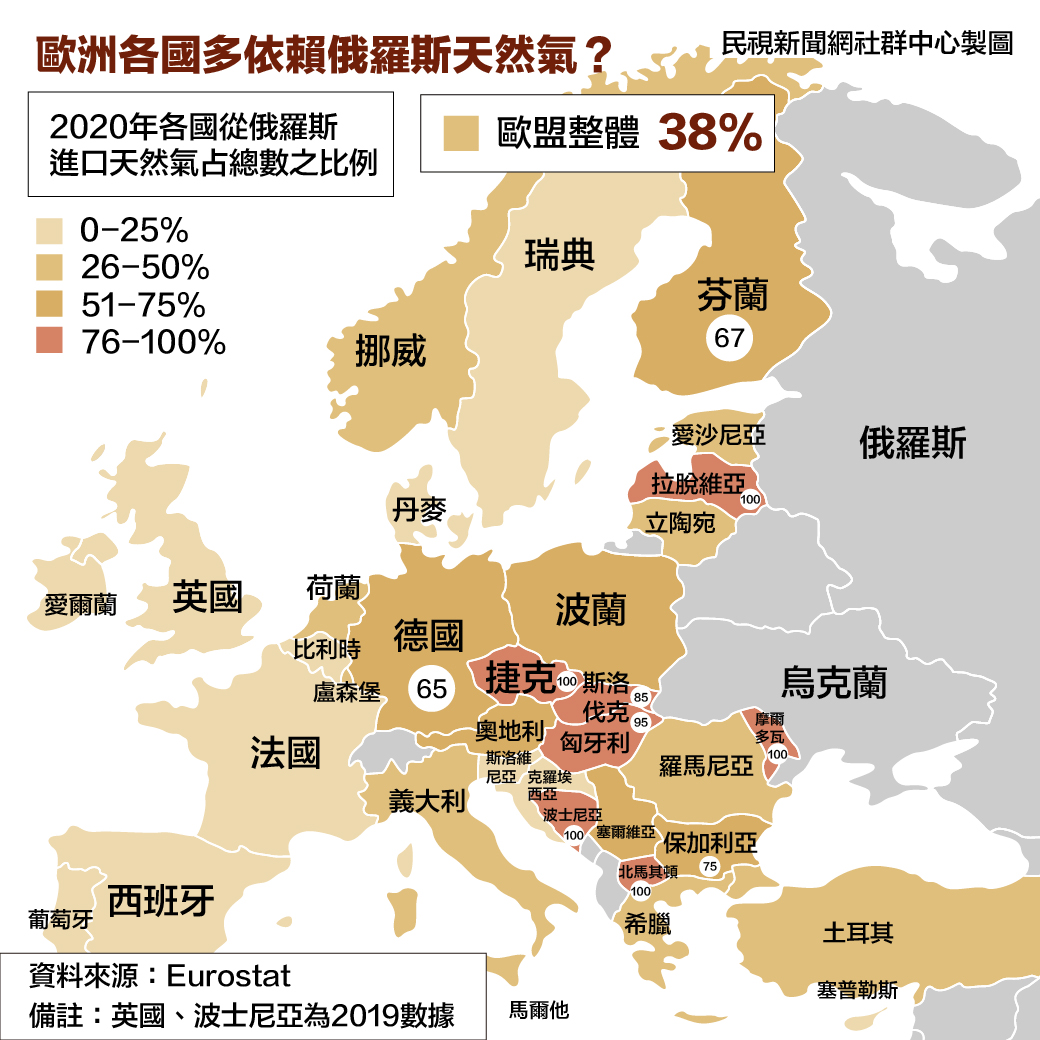 歐洲各國多依賴俄羅斯天然氣？
民視新聞網社群中心製圖
2020年各國從俄羅斯
進口天然氣占總數之比例
歐盟整體 38%
0–25%
26–50%
51–75%
76–100%
瑞典
芬蘭
67
挪威
愛沙尼亞
俄羅斯
拉脫維亞
100
丹麥
立陶宛
荷蘭
英國
愛爾蘭
波蘭
德國
65
比利時
盧森堡
捷克
100
斯洛
伐克
85
烏克蘭
匈牙利
95
摩爾
多瓦
100
奧地利
法國
斯洛維
尼亞
克羅埃
西亞
羅馬尼亞
義大利
波士尼亞
100
塞爾維亞
保加利亞
75
北馬其頓
100
西班牙
葡萄牙
希臘
土耳其
塞普勒斯
馬爾他
資料來源：Eurostat
備註：英國、波士尼亞為2019數據